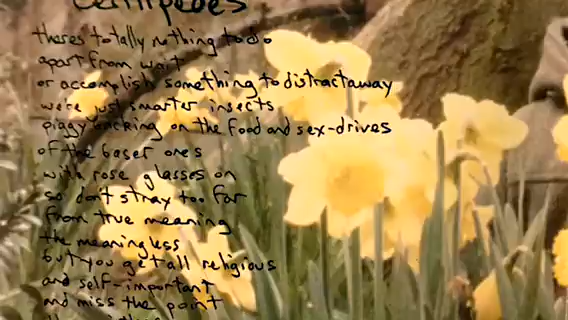 centipedes
theres totally nothing to do
apart from wait
or accomplish something to distract away
we're just smarter insects
piggybacking on the food and sex-drives
of the baser ones
with rose glasses on
so don't stray too far
from true meaning
the meaningless
but you get all religious
and self-important
and miss the point